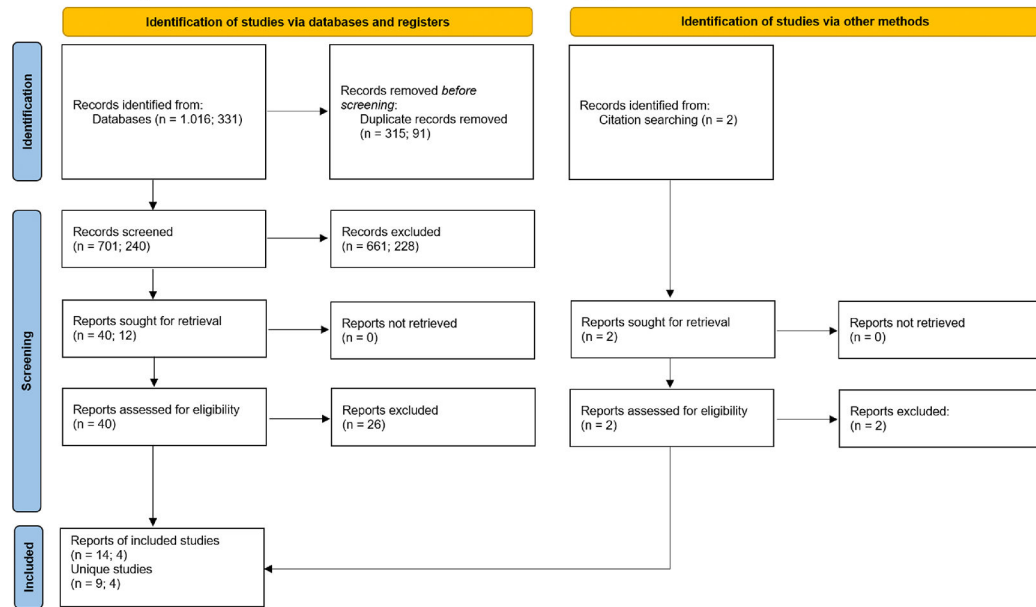 Identification of studies via databases and registers
Identification of studies via other methods
Identification
Records identified from:
Databases (n = 1.016; 331)
Records removed before
screening:
Duplicate records removed
(n = 315; 91)
Records identified from:
Citation searching (n = 2)
Screening
Records screened
(n = 701; 240)
Records excluded
(n = 661; 228)
Reports sought for retrieval
(n = 40; 12)
Reports not retrieved
(n = 0)
Reports sought for retrieval
(n = 2)
Reports not retrieved
(n = 0)
Reports assessed for eligibility
(n = 40)
Reports excluded
(n = 26)
Reports assessed for eligibility
(n = 2)
Reports excluded:
(n = 2)
Included
Reports of included studies
(n = 14; 4)
Unique studies
(n = 9; 4)